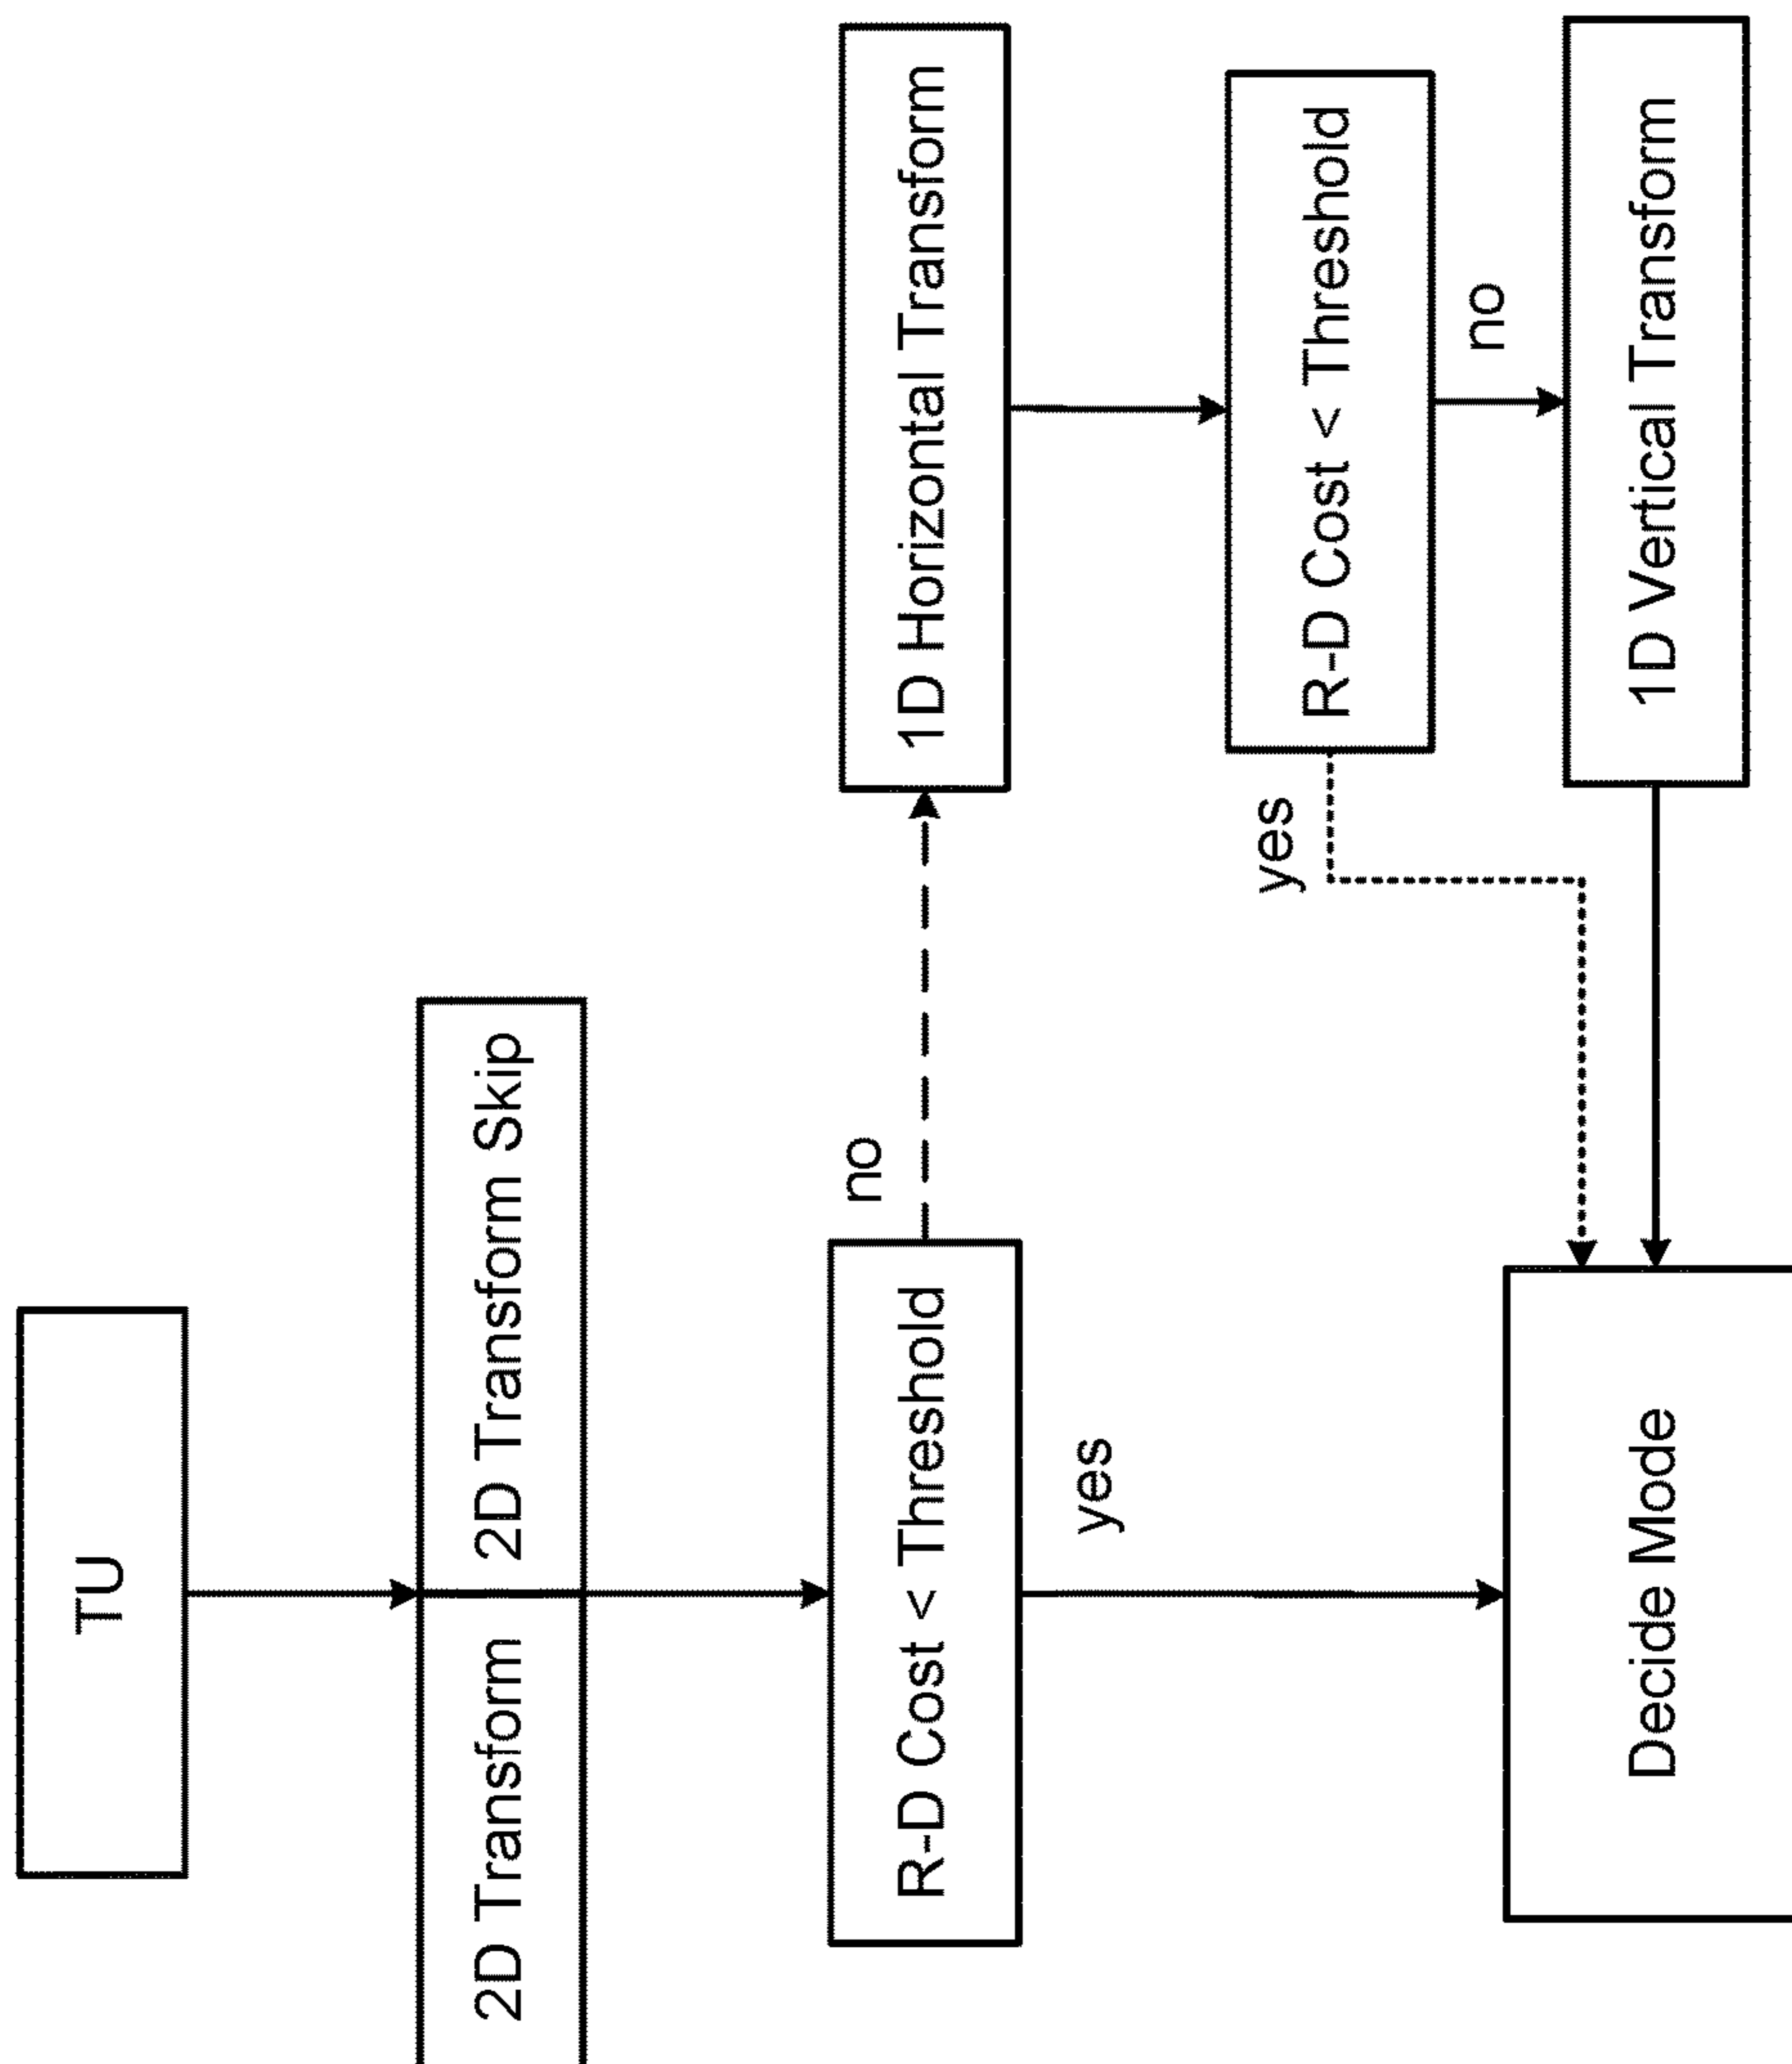 TU
2D Transform
2D Transform Skip
R-D Cost < Threshold
no
yes
1D Horizontal Transform
R-D Cost < Threshold
yes
no
1D Vertical Transform
Decide Mode